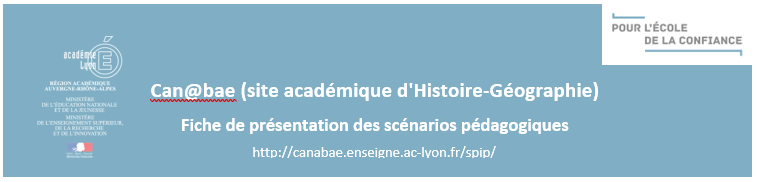 POUR L'ÉCOLE
DE LA CONFIANCE
académie
Lyon
RÉGION ACADÉMIQUE
AUVERGNE-RHÔNE-ALPES
MINISTÈRE
DE L'ÉDUCATION NATIONALE
ET DE LA JEUNESSE
MINISTÈRE
DE L'ENSEIGNEMENT SUPÉRIEUR,
DE LA RECHERCHE
ET DE L'INNOVATION
Can@bae (site académique d'Histoire-Géographie)
Fiche de présentation des scénarios pédagogiques
http://canabae.enseigne.ac-lyon.fr/spip/